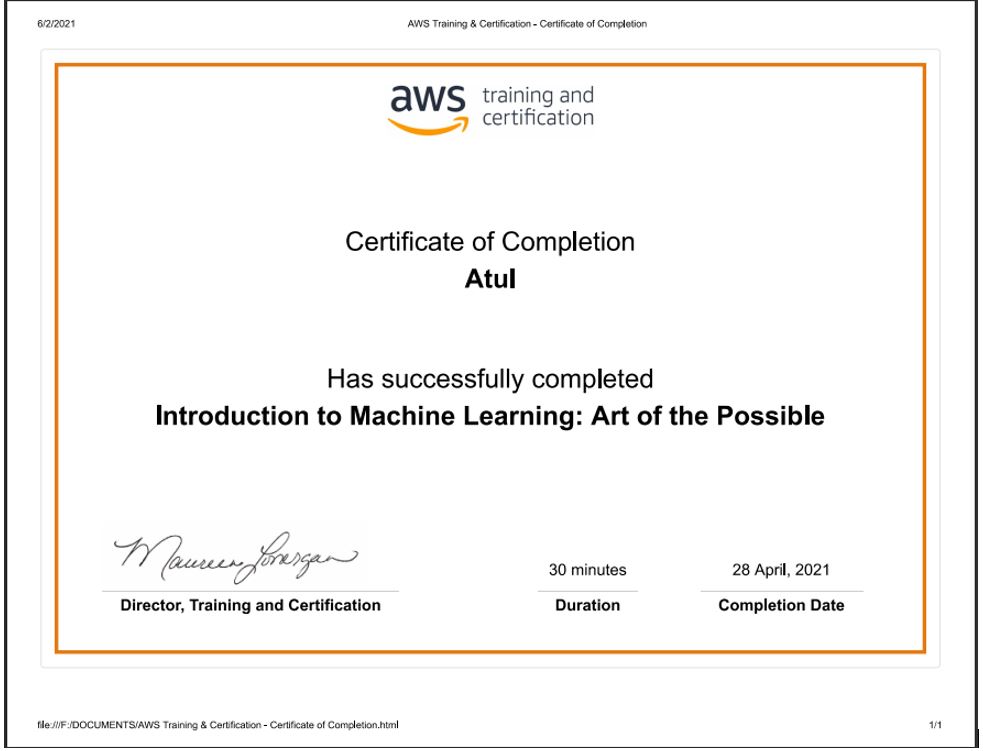 6/2/2021
AWS Training & Certification - Certificate of Completion
aws training and
certification
Certificate of Completion
Atul
Has successfully completed
Introduction to Machine Learning: Art of the Possible
Maureen Lonergan
30 minutes
28 April, 2021
Director, Training and Certification
Duration
Completion Date
file:///F:/DOCUMENTS/AWS Training & Certification - Certificate of Completion.html
1/1